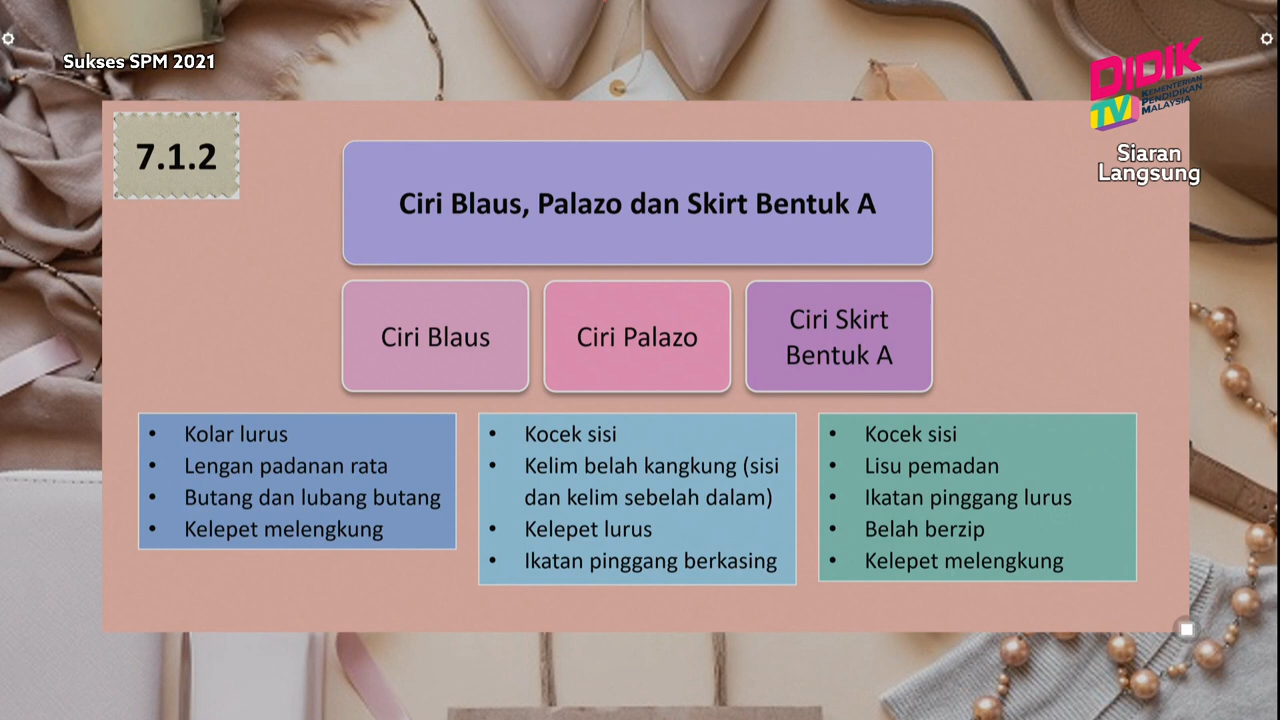 Sukses SPM 2021
DIDIK
TV
KEMENTERIAN
PENDIDIKAN
MALAYSIA
Siaran
Langsung
7.1.2
Ciri Blaus, Palazo dan Skirt Bentuk A
Ciri Blaus
Ciri Palazo
Ciri Skirt
Bentuk A
• Kolar lurus
• Lengan padanan rata
• Butang dan lubang butang
• Kelepet melengkung
• Kocek sisi
• Kelim belah kangkung (sisi
dan kelim sebelah dalam)
• Kelepet lurus
• Ikatan pinggang berkasing
• Kocek sisi
• Lisu pemadan
• Ikatan pinggang lurus
• Belah berzip
• Kelepet melengkung